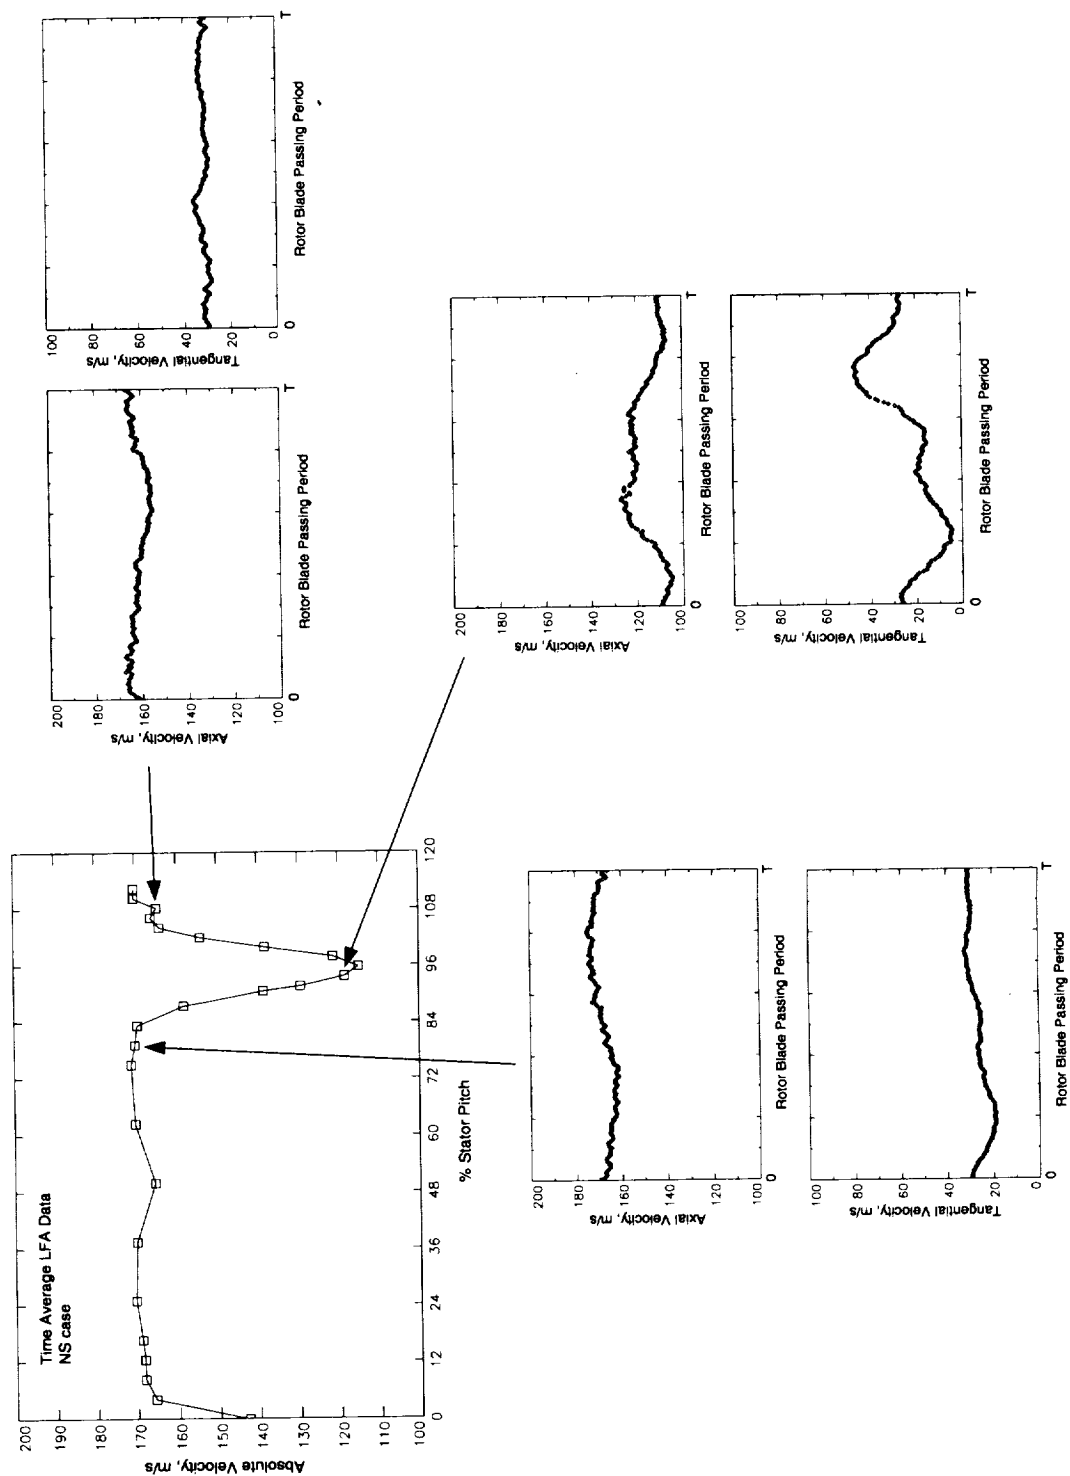 Time Average LFA Data
NS case
Absolute Velocity, m/s
200
190
180
170
160
150
140
130
120
110
100
0
12
24
36
48
60
72
84
96
108
120
% Stator Pitch
Axial Velocity, m/s
200
180
160
140
120
100
0
T
Rotor Blade Passing Period
Tangential Velocity, m/s
100
80
60
40
20
0
0
T
Rotor Blade Passing Period
Axial Velocity, m/s
200
180
160
140
120
100
0
T
Rotor Blade Passing Period
Tangential Velocity, m/s
100
80
60
40
20
0
0
T
Rotor Blade Passing Period
Axial Velocity, m/s
200
180
160
140
120
100
0
T
Rotor Blade Passing Period
Tangential Velocity, m/s
100
80
60
40
20
0
0
T
Rotor Blade Passing Period